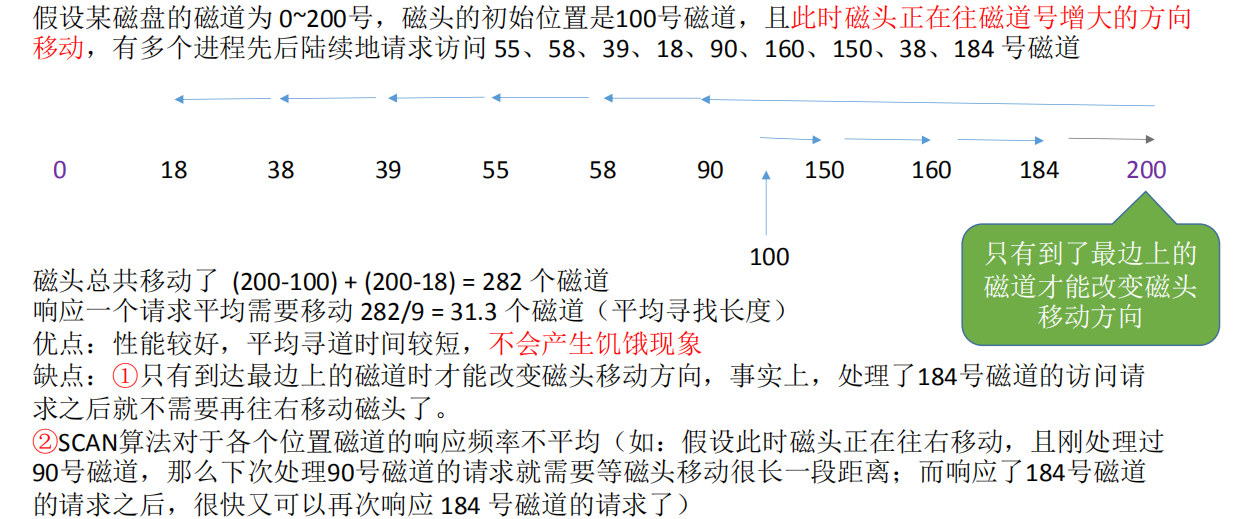 假设某磁盘的磁道为 0~200号，磁头的初始位置是100号磁道，且此时磁头正在往磁道号增大的方向
移动，有多个进程先后陆续地请求访问 55、58、39、18、90、160、150、38、184 号磁道
0 18 38 39 55 58 90 150 160 184 200
100
只有到了最边上的
磁道才能改变磁头
移动方向
磁头总共移动了 (200-100) + (200-18) = 282 个磁道
响应一个请求平均需要移动 282/9 = 31.3 个磁道（平均寻找长度）
优点：性能较好，平均寻道时间较短，不会产生饥饿现象
缺点：①只有到达最边上的磁道时才能改变磁头移动方向，事实上，处理了184号磁道的访问请
求之后就不需要再往右移动磁头了。
②SCAN算法对于各个位置磁道的响应频率不平均（如：假设此时磁头正在往右移动，且刚处理过
90号磁道，那么下次处理90号磁道的请求就需要等磁头移动很长一段距离；而响应了184号磁道
的请求之后，很快又可以再次响应 184 号磁道的请求了）